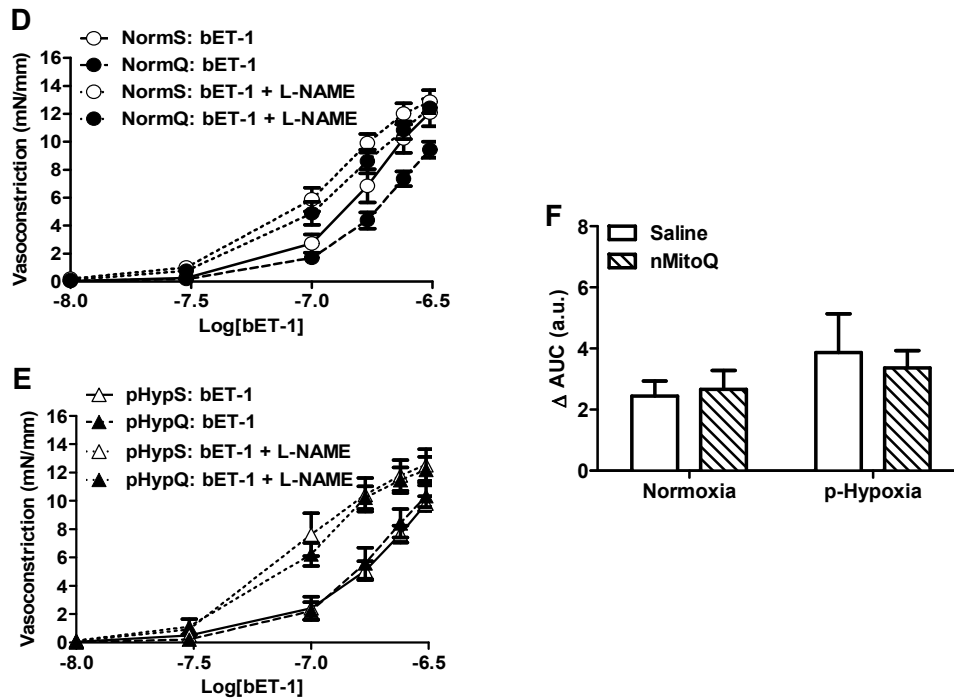 D
NormS: bET-1
NormQ: bET-1
NormS: bET-1 + L-NAME
NormQ: bET-1 + L-NAME
Vasoconstriction (mN/mm)
16
14
12
10
8
6
4
2
0
-8.0 -7.5 -7.0 -6.5
Log[bET-1]
E
pHypS: bET-1
pHypQ: bET-1
pHypS: bET-1 + L-NAME
pHypQ: bET-1 + L-NAME
Vasoconstriction (mN/mm)
16
14
12
10
8
6
4
2
0
-8.0 -7.5 -7.0 -6.5
Log[bET-1]
F
Saline
nMitoQ
Δ AUC (a.u.)
8
6
4
2
0
Normoxia p-Hypoxia